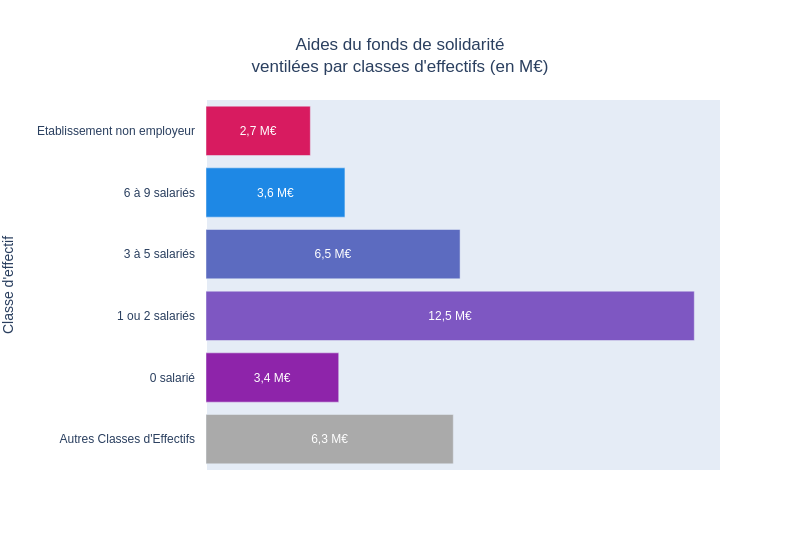 Aides du fonds de solidarité
ventilées par classes d'effectifs (en M€)
Classe d'effectif
Etablissement non employeur
2,7 M€
6 à 9 salariés
3,6 M€
3 à 5 salariés
6,5 M€
1 ou 2 salariés
12,5 M€
0 salarié
3,4 M€
Autres Classes d'Effectifs
6,3 M€